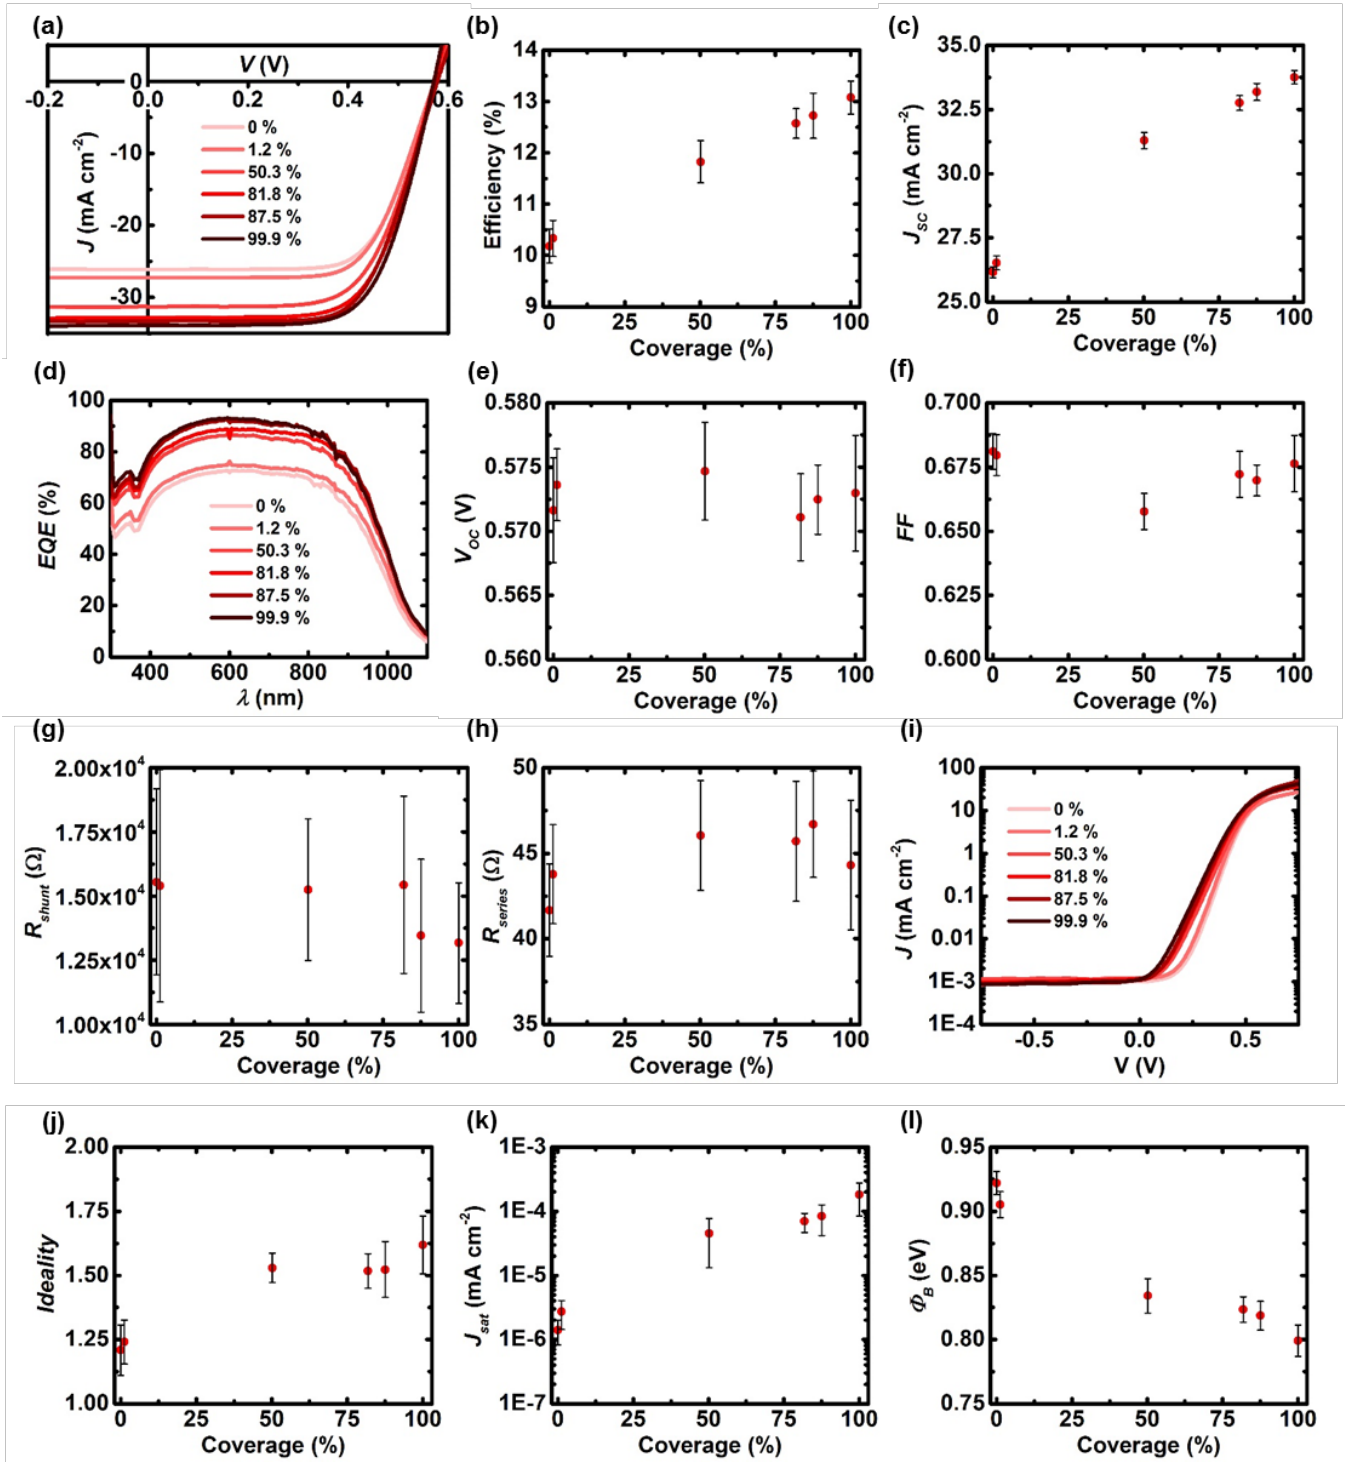 (a)
V (V)
0
-0.2
0.0
0.2
0.4
0.6
-10
-20
-30
J (mA cm-2)
0 %
1.2 %
50.3 %
81.8 %
87.5 %
99.9 %
(b)
14
13
12
11
10
9
Efficiency (%)
0 25 50 75 100
Coverage (%)
(c)
35.0
32.5
30.0
27.5
25.0
JSC (mA cm-2)
0 25 50 75 100
Coverage (%)
(d)
100
80
60
40
20
0
EQE (%)
0 %
1.2 %
50.3 %
81.8 %
87.5 %
99.9 %
400 600 800 1000
λ (nm)
(e)
0.580
0.575
0.570
0.565
0.560
VOC (V)
0 25 50 75 100
Coverage (%)
(f)
0.700
0.675
0.650
0.625
0.600
FF
0 25 50 75 100
Coverage (%)
(g)
2.00x10⁴
1.75x10⁴
1.50x10⁴
1.25x10⁴
1.00x10⁴
Rshunt (Ω)
0 25 50 75 100
Coverage (%)
(h)
50
45
40
35
Rseries (Ω)
0 25 50 75 100
Coverage (%)
(i)
100
10
1
0.1
0.01
1E-3
1E-4
J (mA cm-2)
0 %
1.2 %
50.3 %
81.8 %
87.5 %
99.9 %
-0.5 0.0 0.5
V (V)
(j)
2.00
1.75
1.50
1.25
1.00
Ideality
0 25 50 75 100
Coverage (%)
(k)
1E-3
1E-4
1E-5
1E-6
1E-7
Jsat (mA cm-2)
0 25 50 75 100
Coverage (%)
(l)
0.95
0.90
0.85
0.80
0.75
ΦB (eV)
0 25 50 75 100
Coverage (%)